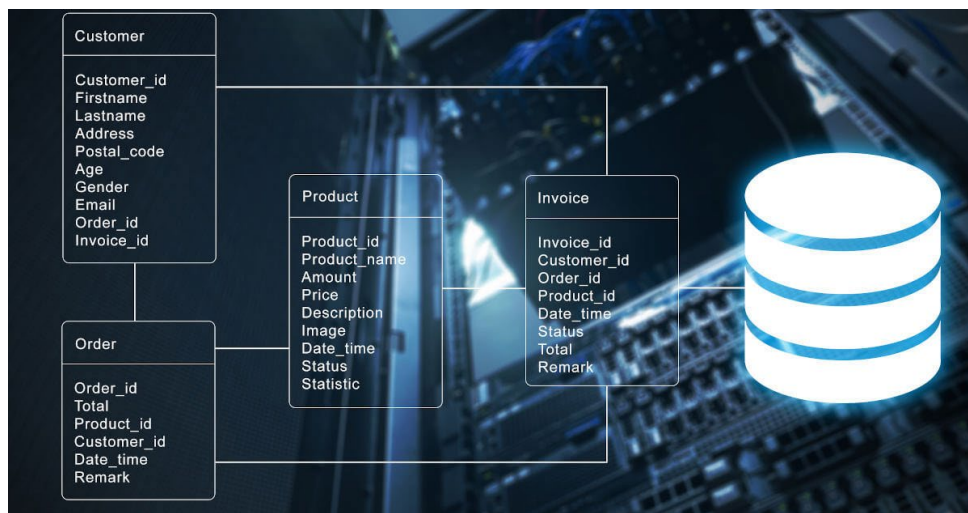 Customer
Customer_id
Firstname
Lastname
Address
Postal_code
Age
Gender
Email
Order_id
Invoice_id
Order
Order_id
Total
Product_id
Customer_id
Date_time
Remark
Product
Product_id
Product_name
Amount
Price
Description
Image
Date_time
Status
Statistic
Invoice
Invoice_id
Customer_id
Order_id
Product_id
Date_time
Status
Total
Remark